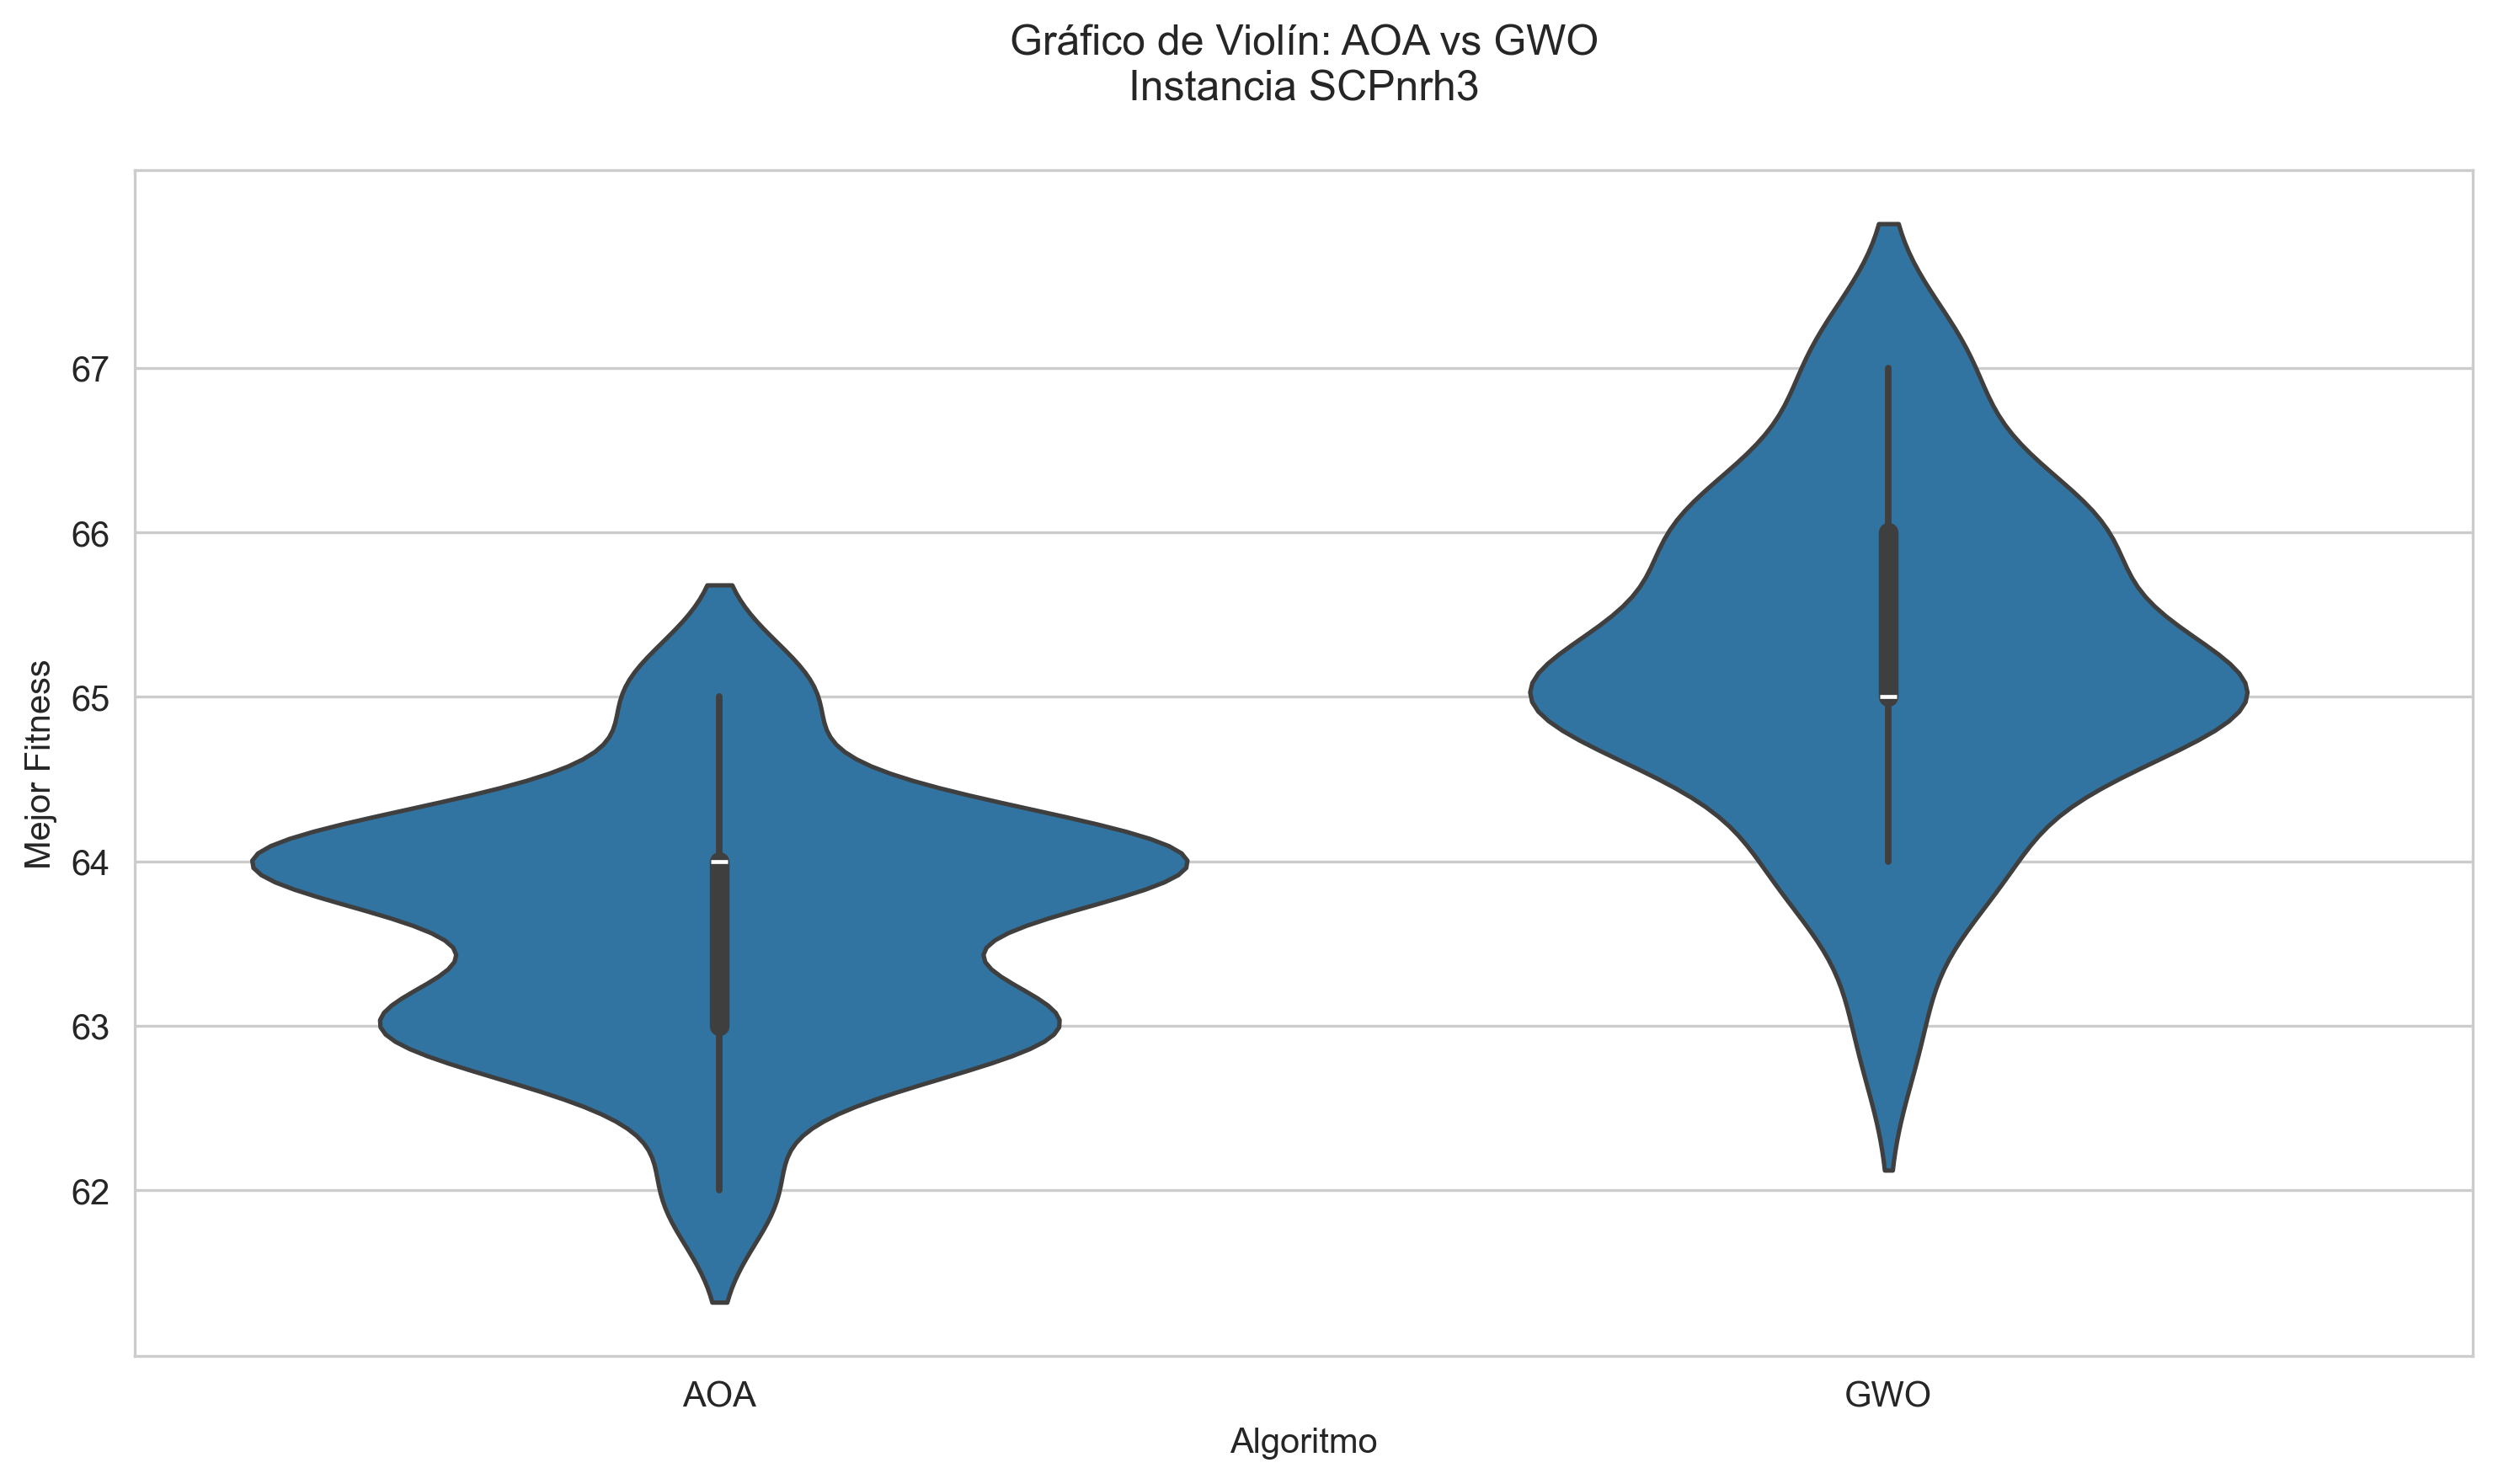 Gráfico de Violín: AOA vs GWO
Instancia SCPnrh3
Mejor Fitness
67
66
65
64
63
62
AOA
GWO
Algoritmo